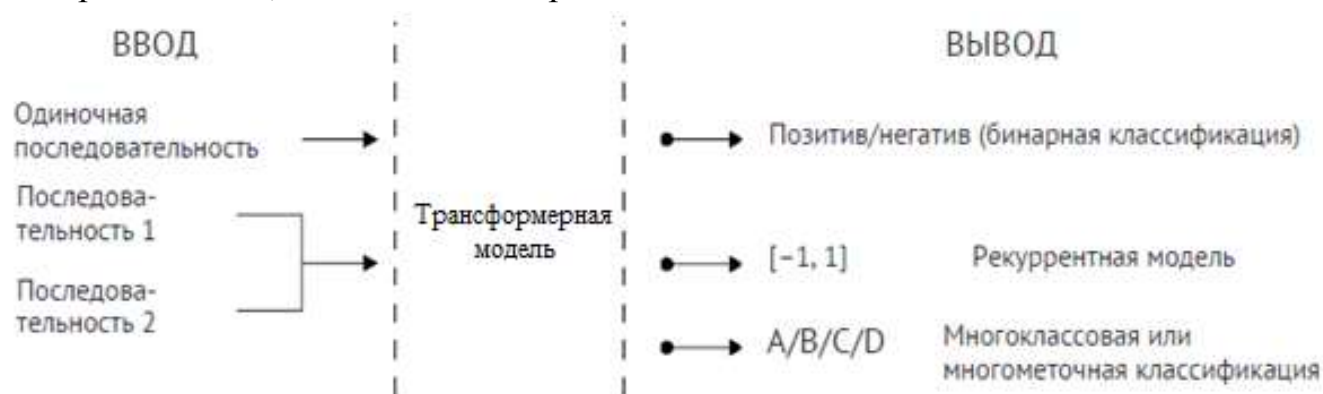 ВВОД
Одиночная
последовательность
Последова-
тельность 1
Последова-
тельность 2
Трансформерная
модель
ВЫВОД
Позитив/негатив (бинарная классификация)
[−1, 1] Рекуррентная модель
A/B/C/D Многоклассовая или
многометочная классификация